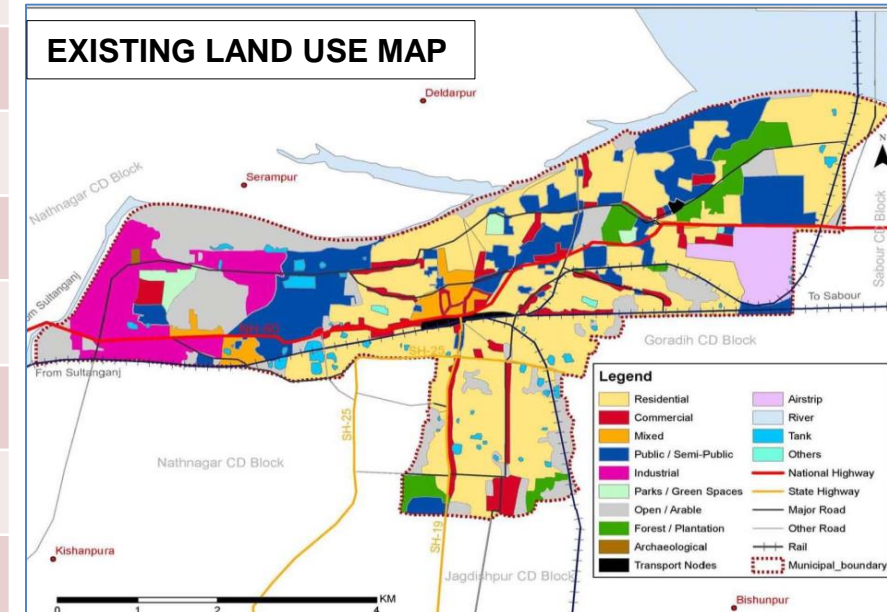 EXISTING LAND USE MAP
Deldarpur
Serampur
Nathnagar CD Block
N
Sabour CD Block
To Sabour
Sultanganj
NH-80
From Sultanganj
SH-25
Goradih CD Block
SH-25
Nathnagar CD Block
SH-19
Kishanpura
Jagdishpur CD Block
Bishunpur
0 1 2 4 KM
Legend
Residential
Commercial
Mixed
Public / Semi-Public
Industrial
Parks / Green Spaces
Open / Arable
Forest / Plantation
Archaeological
Transport Nodes
Airstrip
River
Tank
Others
National Highway
State Highway
Major Road
Other Road
Rail
Municipal_boundary